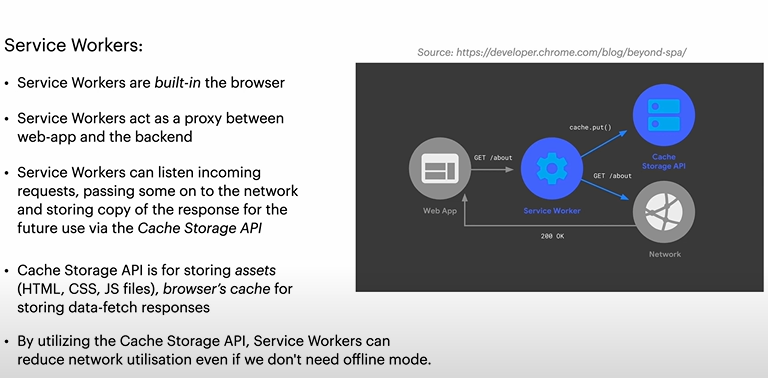 Service Workers:
Source: https://developer.chrome.com/blog/beyond-spa/
• Service Workers are built-in the browser
• Service Workers act as a proxy between
web-app and the backend
• Service Workers can listen incoming
requests, passing some on to the network
and storing copy of the response for the
future use via the Cache Storage API
• Cache Storage API is for storing assets
(HTML, CSS, JS files), browser's cache for
storing data-fetch responses
• By utilizing the Cache Storage API, Service Workers can
reduce network utilisation even if we don't need offline mode.
cache.put()
Cache
Storage API
GET /about
GET /about
Web App
Service Worker
200 OK
Network